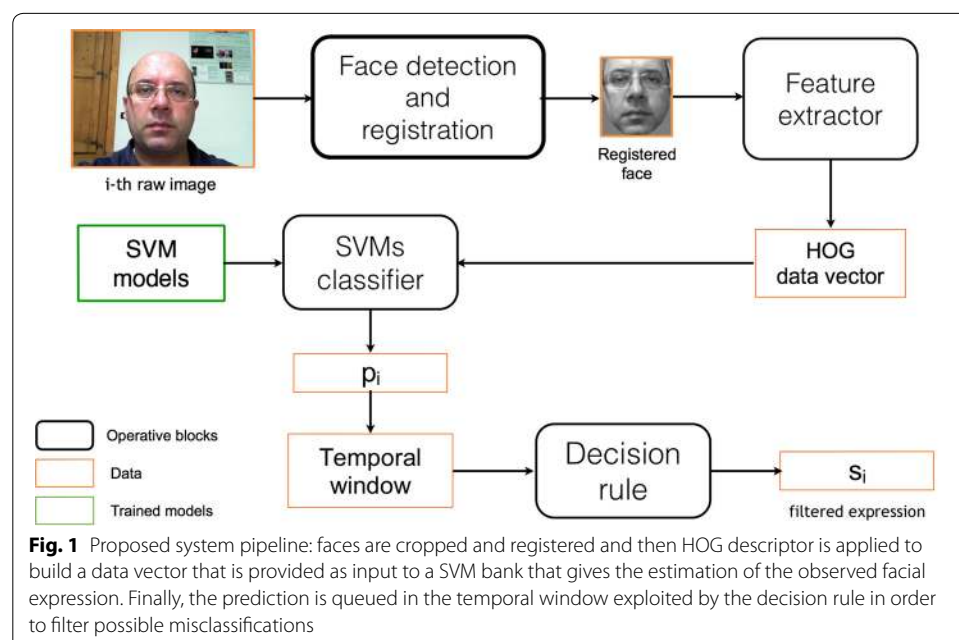 Face detection
and
registration
Feature
extractor
Registered
face
i-th raw image
SVM
models
SVMs
classifier
HOG
data vector
pᵢ
Operative blocks
Data
Trained models
Temporal
window
Decision
rule
sᵢ
filtered expression
Fig. 1 Proposed system pipeline: faces are cropped and registered and then HOG descriptor is applied to
build a data vector that is provided as input to a SVM bank that gives the estimation of the observed facial
expression. Finally, the prediction is queued in the temporal window exploited by the decision rule in order
to filter possible misclassifications